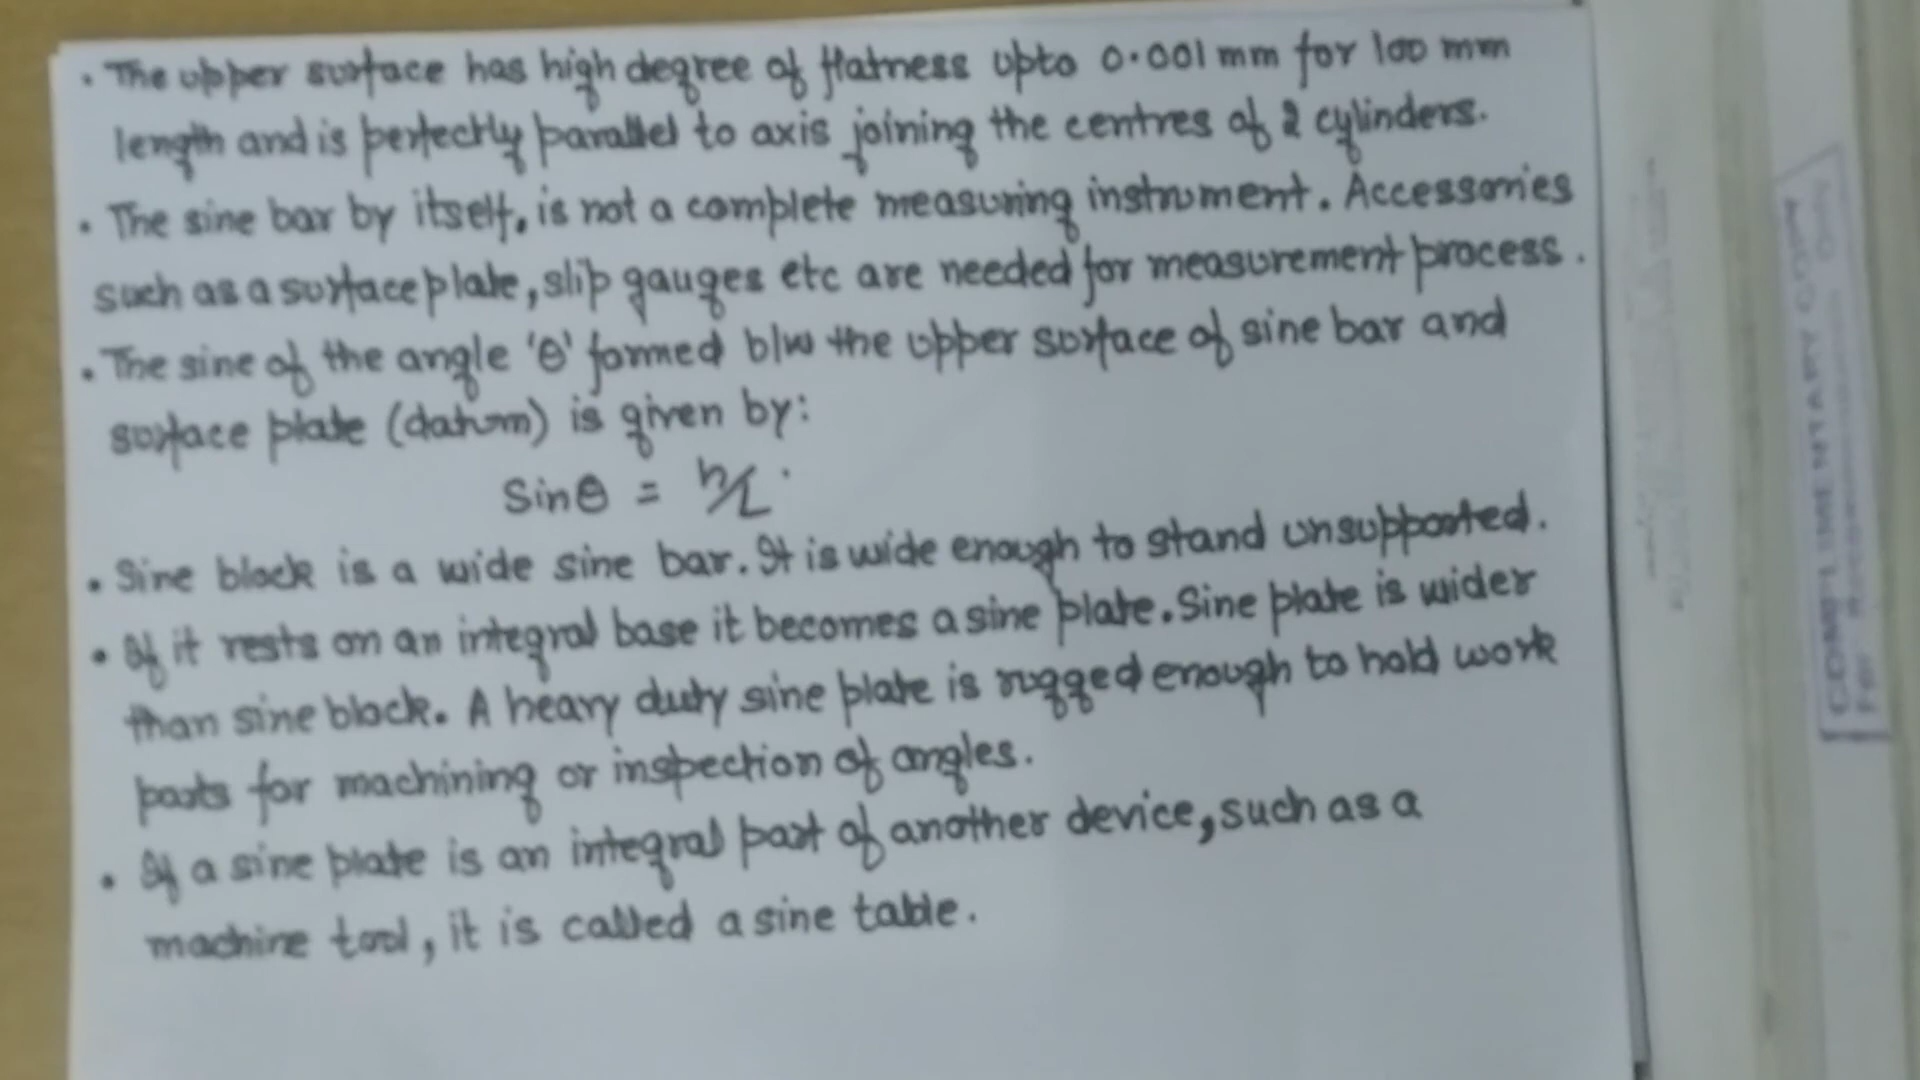 • The upper surface has high degree of flatness upto 0.001 mm for 100 mm
length and is perfectly parallel to axis joining the centres of 2 cylinders.
• The sine bar by itself, is not a complete measuring instrument. Accessories
such as a surface plate, slip gauges etc are needed for measurement process.
• The sine of the angle 'θ' formed b/w the upper surface of sine bar and
surface plate (datum) is given by:
Sinθ = h/L.
• Sine block is a wide sine bar. It is wide enough to stand unsupported.
• If it rests on an integral base it becomes a sine plate. Sine plate is wider
than sine block. A heavy duty sine plate is rugged enough to hold work
parts for machining or inspection of angles.
• If a sine plate is an integral part of another device, such as a
machine tool, it is called a sine table.
COMPLIMENTARY COPY